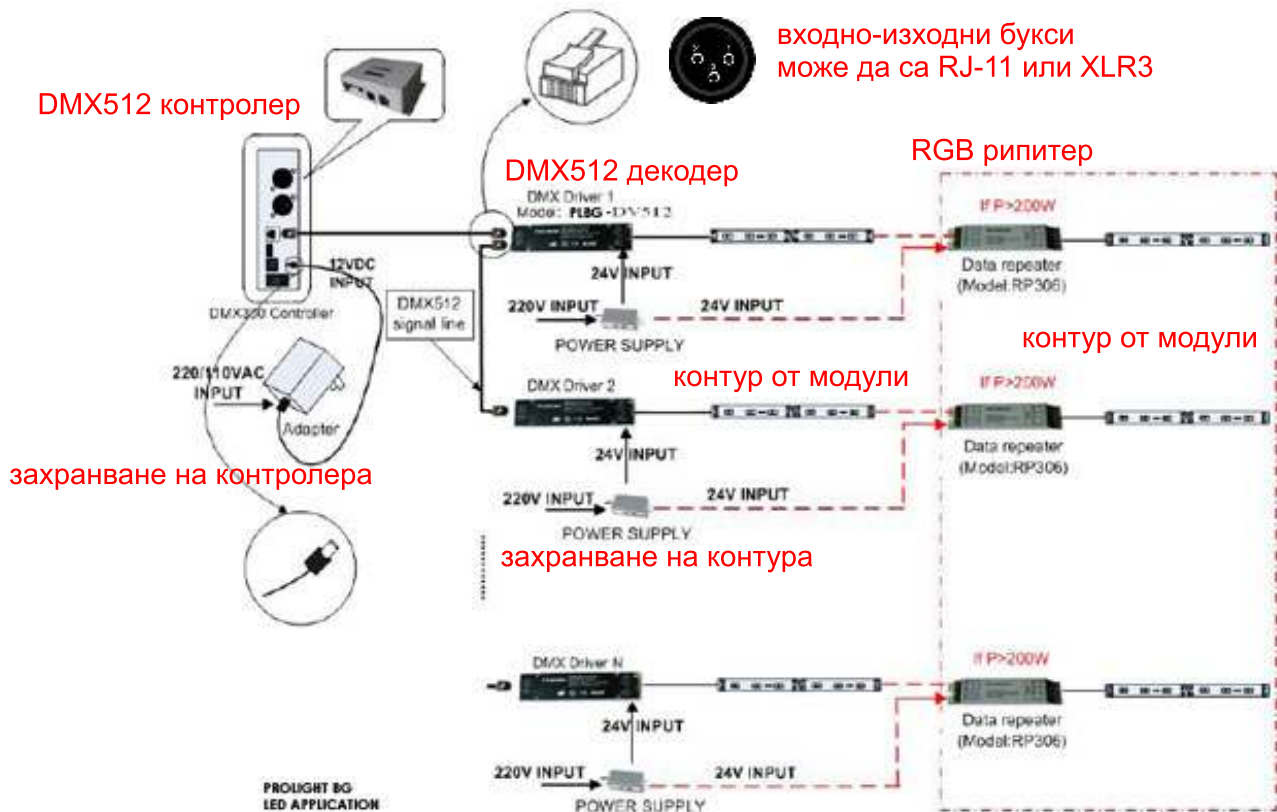 входно-изходни букси
може да са RJ-11 или XLR3
DMX512 контролер
DMX512 декодер
RGB рипитер
DMX Driver 1
Model: PLBG-DV512
If P>200W
12VDC
INPUT
24V INPUT
Data repeater
(Model:RP306)
DMX512
signal line
220V INPUT
24V INPUT
POWER SUPPLY
контур от модули
220/110VAC
INPUT
Adapter
DMX Driver 2
контур от модули
If P>200W
24V INPUT
Data repeater
(Model:RP306)
захранване на контролера
220V INPUT
24V INPUT
POWER SUPPLY
захранване на контура
DMX Driver N
If P>200W
24V INPUT
Data repeater
(Model:RP306)
220V INPUT
24V INPUT
POWER SUPPLY
PROLIGHT BG
LED APPLICATION